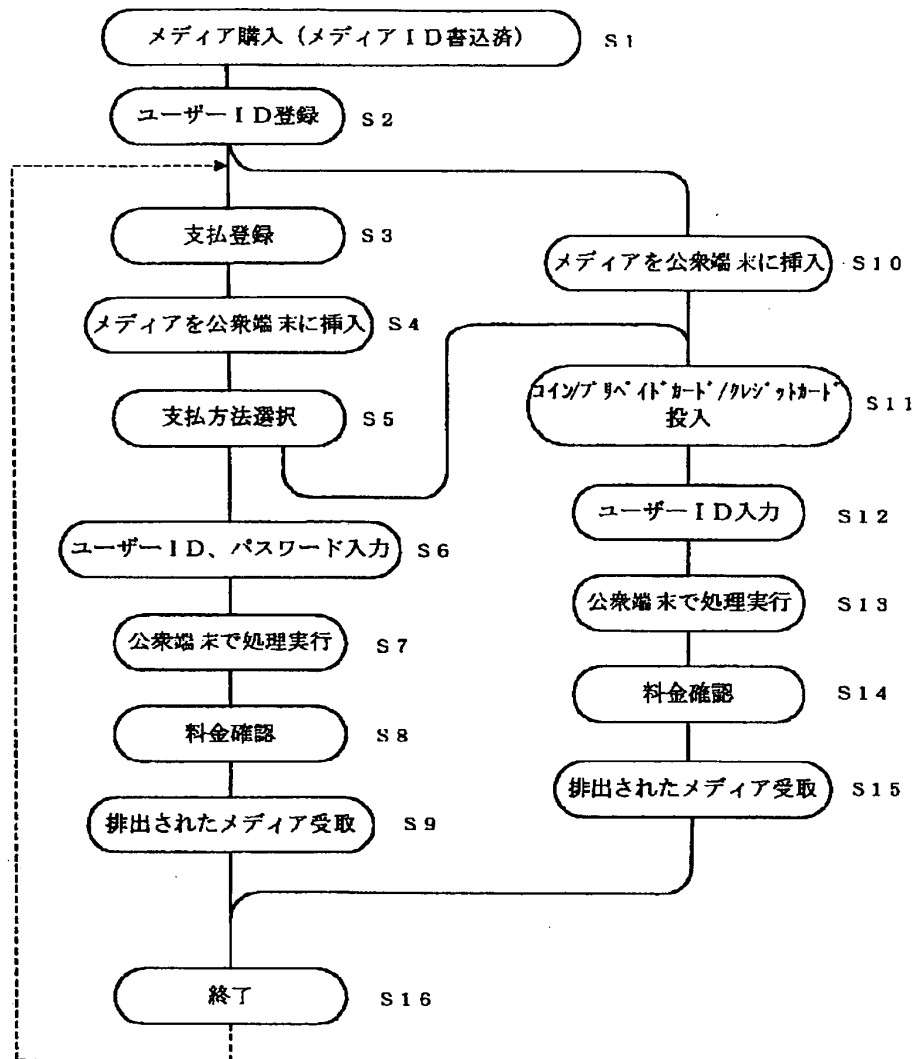 メディア購入（メディアＩＤ書込済） S1
ユーザーＩＤ登録 S2
支払登録 S3
メディアを公衆端末に挿入 S4
支払方法選択 S5
ユーザーＩＤ、パスワード入力 S6
公衆端末で処理実行 S7
料金確認 S8
排出されたメディア受取 S9
メディアを公衆端末に挿入 S10
ｺｲﾝ/ﾌﾟﾘﾍﾟｲﾄﾞｶｰﾄﾞ/ｸﾚｼﾞｯﾄｶｰﾄﾞ
投入 S11
ユーザーＩＤ入力 S12
公衆端末で処理実行 S13
料金確認 S14
排出されたメディア受取 S15
終了 S16